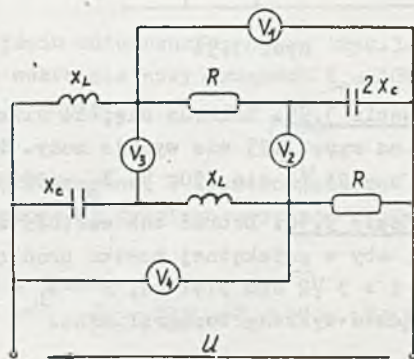 V₁
X_L R 2X_c
V₃ V₂
X_c X_L R
V₄
U